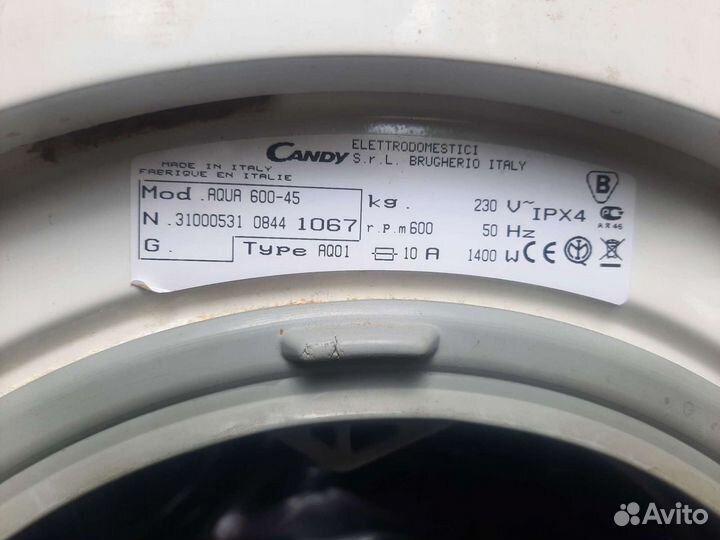 CANDY ELETTRODOMESTICI
S.r.L. BRUGHERIO ITALY
MADE IN ITALY
FABRIQUE EN ITALIE
Mod. AQUA 600-45
kg. 230 V~ IPX4
N. 31000531 0844 1067
r.p.m 600 50 Hz
G. Type AQ01 10 A 1400 W CE
B
Avito